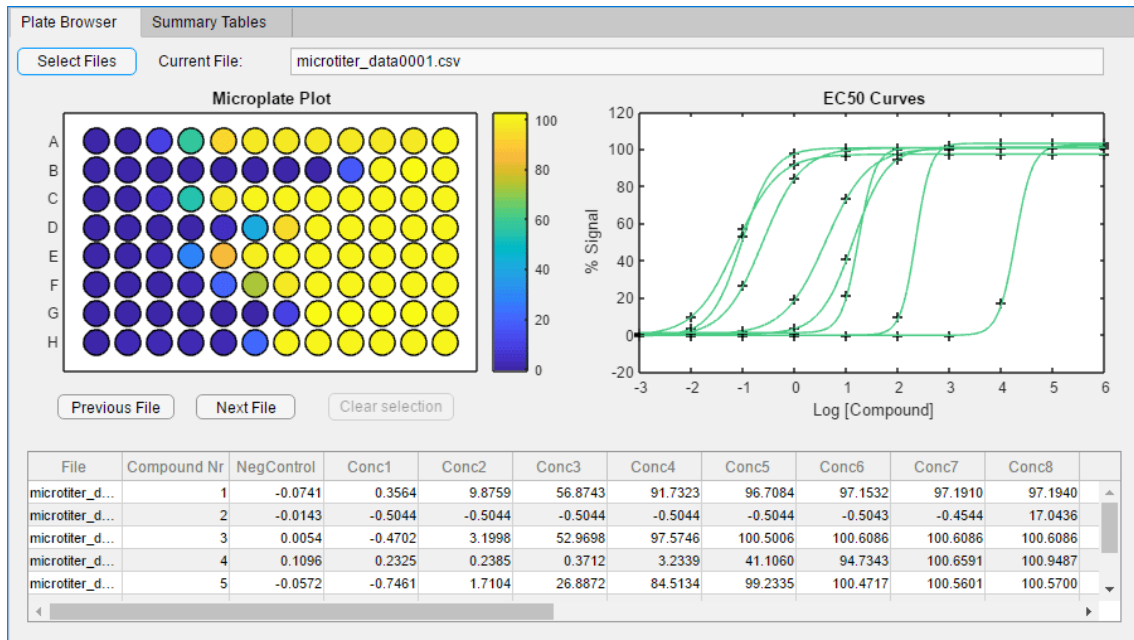 Plate Browser Summary Tables
Select Files Current File: microtiter_data0001.csv
Microplate Plot
A
B
C
D
E
F
G
H
100
80
60
40
20
0
EC50 Curves
120
100
80
60
40
20
0
-20
% Signal
-3 -2 -1 0 1 2 3 4 5 6
Log [Compound]
Previous File Next File Clear selection
File Compound Nr NegControl Conc1 Conc2 Conc3 Conc4 Conc5 Conc6 Conc7 Conc8
microtiter_d... 1 -0.0741 0.3564 9.8759 56.8743 91.7323 96.7084 97.1532 97.1910 97.1940
microtiter_d... 2 -0.0143 -0.5044 -0.5044 -0.5044 -0.5044 -0.5044 -0.5043 -0.4544 17.0436
microtiter_d... 3 0.0054 -0.4702 3.1998 52.9698 97.5746 100.5006 100.6086 100.6086 100.6086
microtiter_d... 4 0.1096 0.2325 0.2385 0.3712 3.2339 41.1060 94.7343 100.6591 100.9487
microtiter_d... 5 -0.0572 -0.7461 1.7104 26.8872 84.5134 99.2335 100.4717 100.5601 100.5700